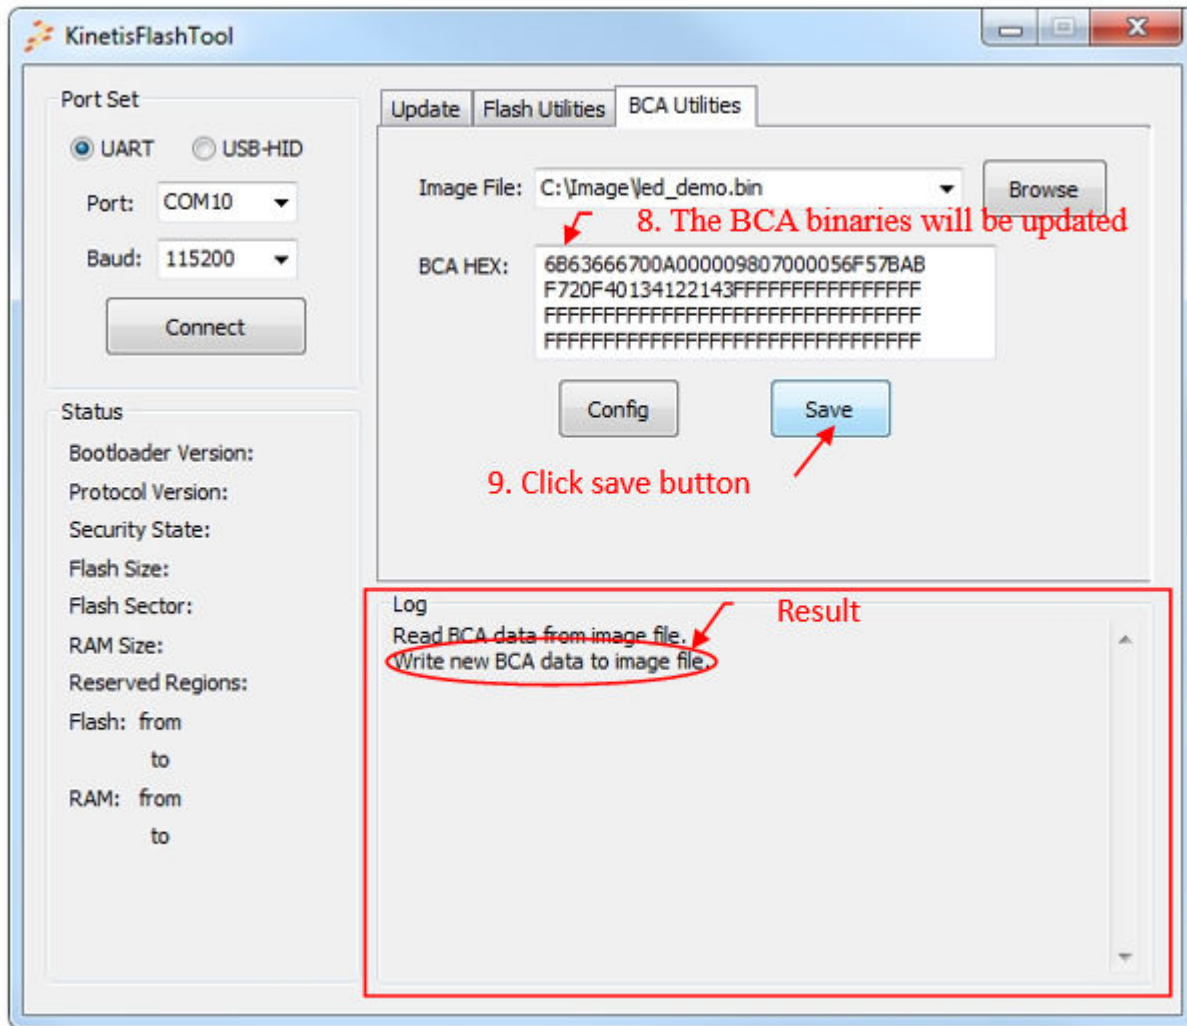 KinetisFlashTool
Port Set
UART USB-HID
Port: COM10
Baud: 115200
Connect
Status
Bootloader Version:
Protocol Version:
Security State:
Flash Size:
Flash Sector:
RAM Size:
Reserved Regions:
Flash: from
to
RAM: from
to
Update Flash Utilities BCA Utilities
Image File: C:\Image\led_demo.bin Browse
8. The BCA binaries will be updated
BCA HEX: 6B63666700A000009807000056F57BAB
F720F40134122143FFFFFFFFFFFFFFFF
FFFFFFFFFFFFFFFFFFFFFFFFFFFFFFFF
FFFFFFFFFFFFFFFFFFFFFFFFFFFFFFFF
Config Save
9. Click save button
Log
Result
Read BCA data from image file.
Write new BCA data to image file.